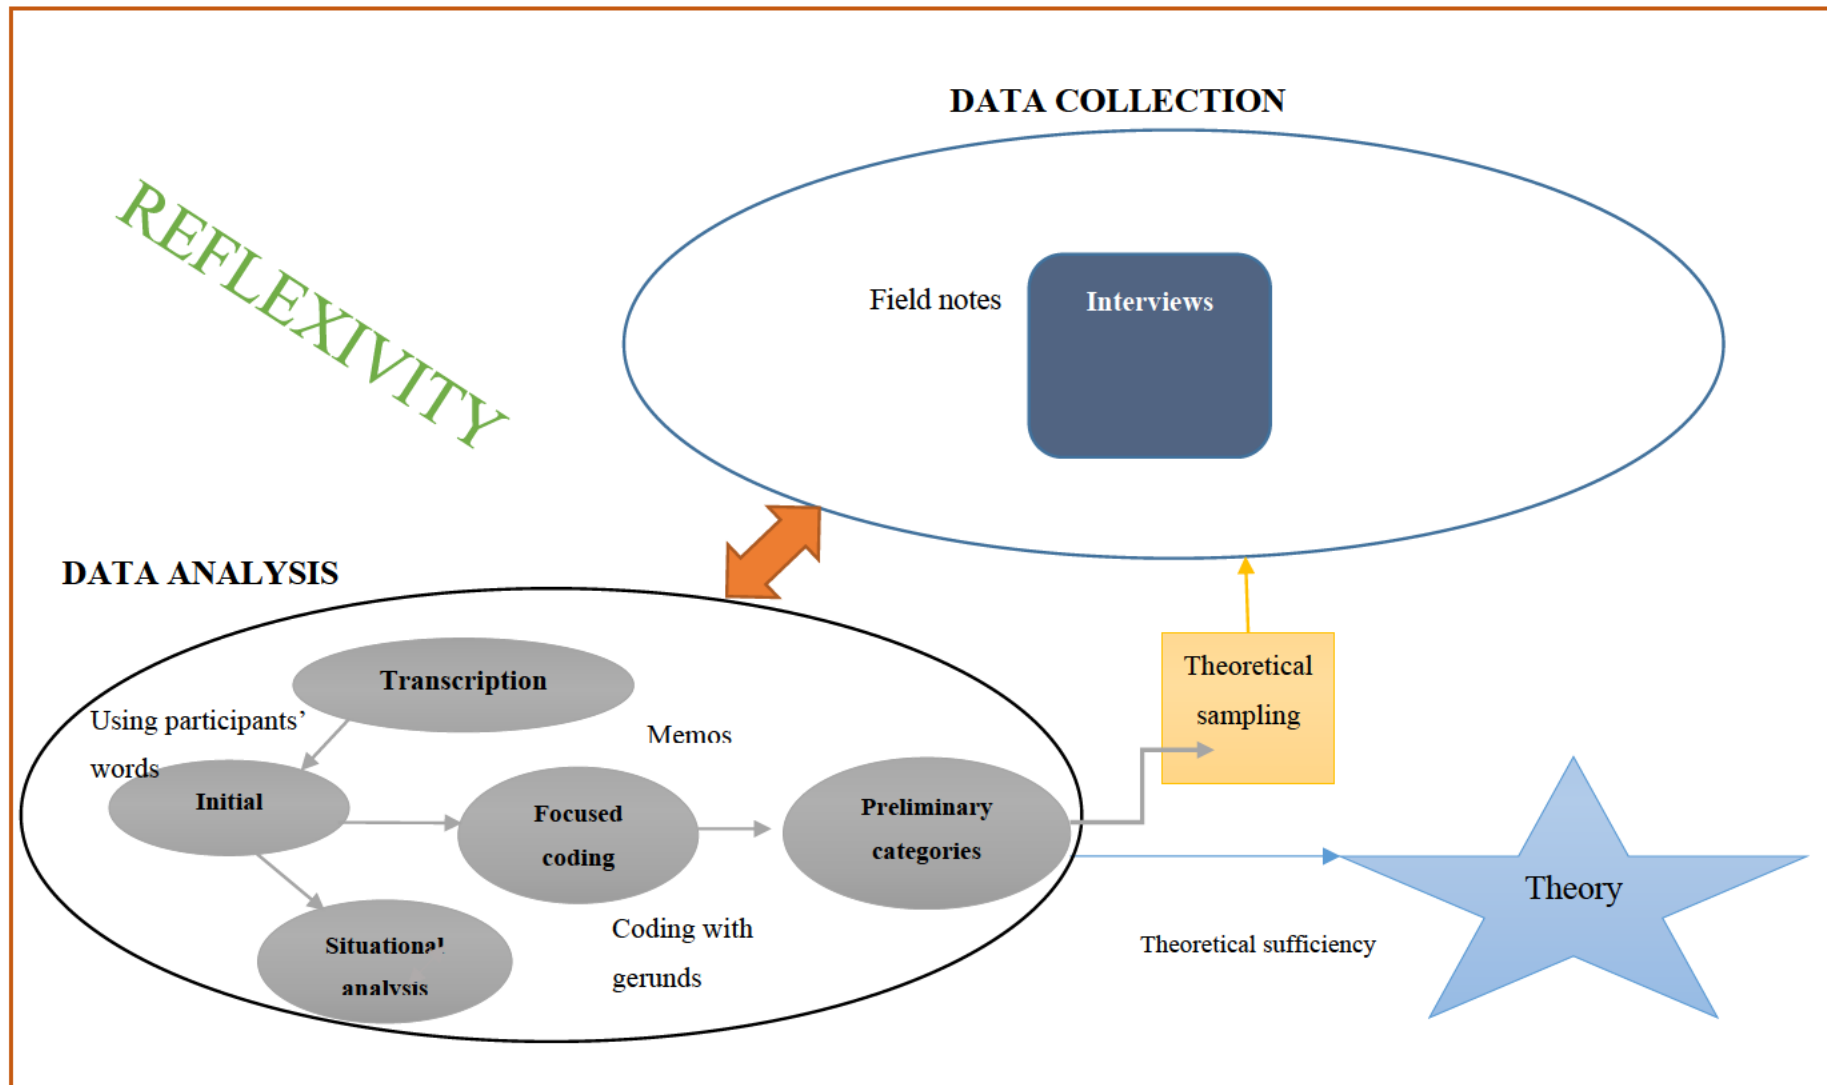 DATA COLLECTION
REFLEXIVITY
Field notes
Interviews
DATA ANALYSIS
Transcription
Using participants’
words
Memos
Initial
Focused
coding
Preliminary
categories
Situational
analysis
Coding with
gerunds
Theoretical
sampling
Theoretical sufficiency
Theory